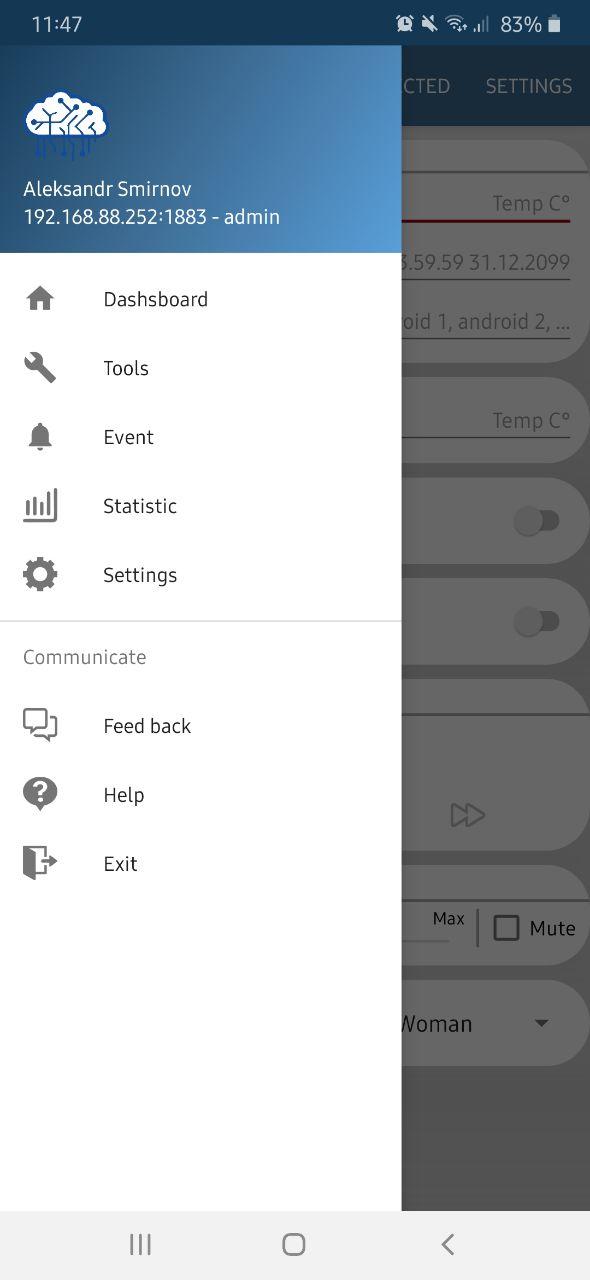 11:47
83%
CTED SETTINGS
Aleksandr Smirnov
192.168.88.252:1883 - admin
Temp C°
3.59.59 31.12.2099
Dashsboard
oid 1, android 2, ...
Tools
Event
Temp C°
Statistic
Settings
Communicate
Feed back
Help
Exit
Max
Mute
Woman